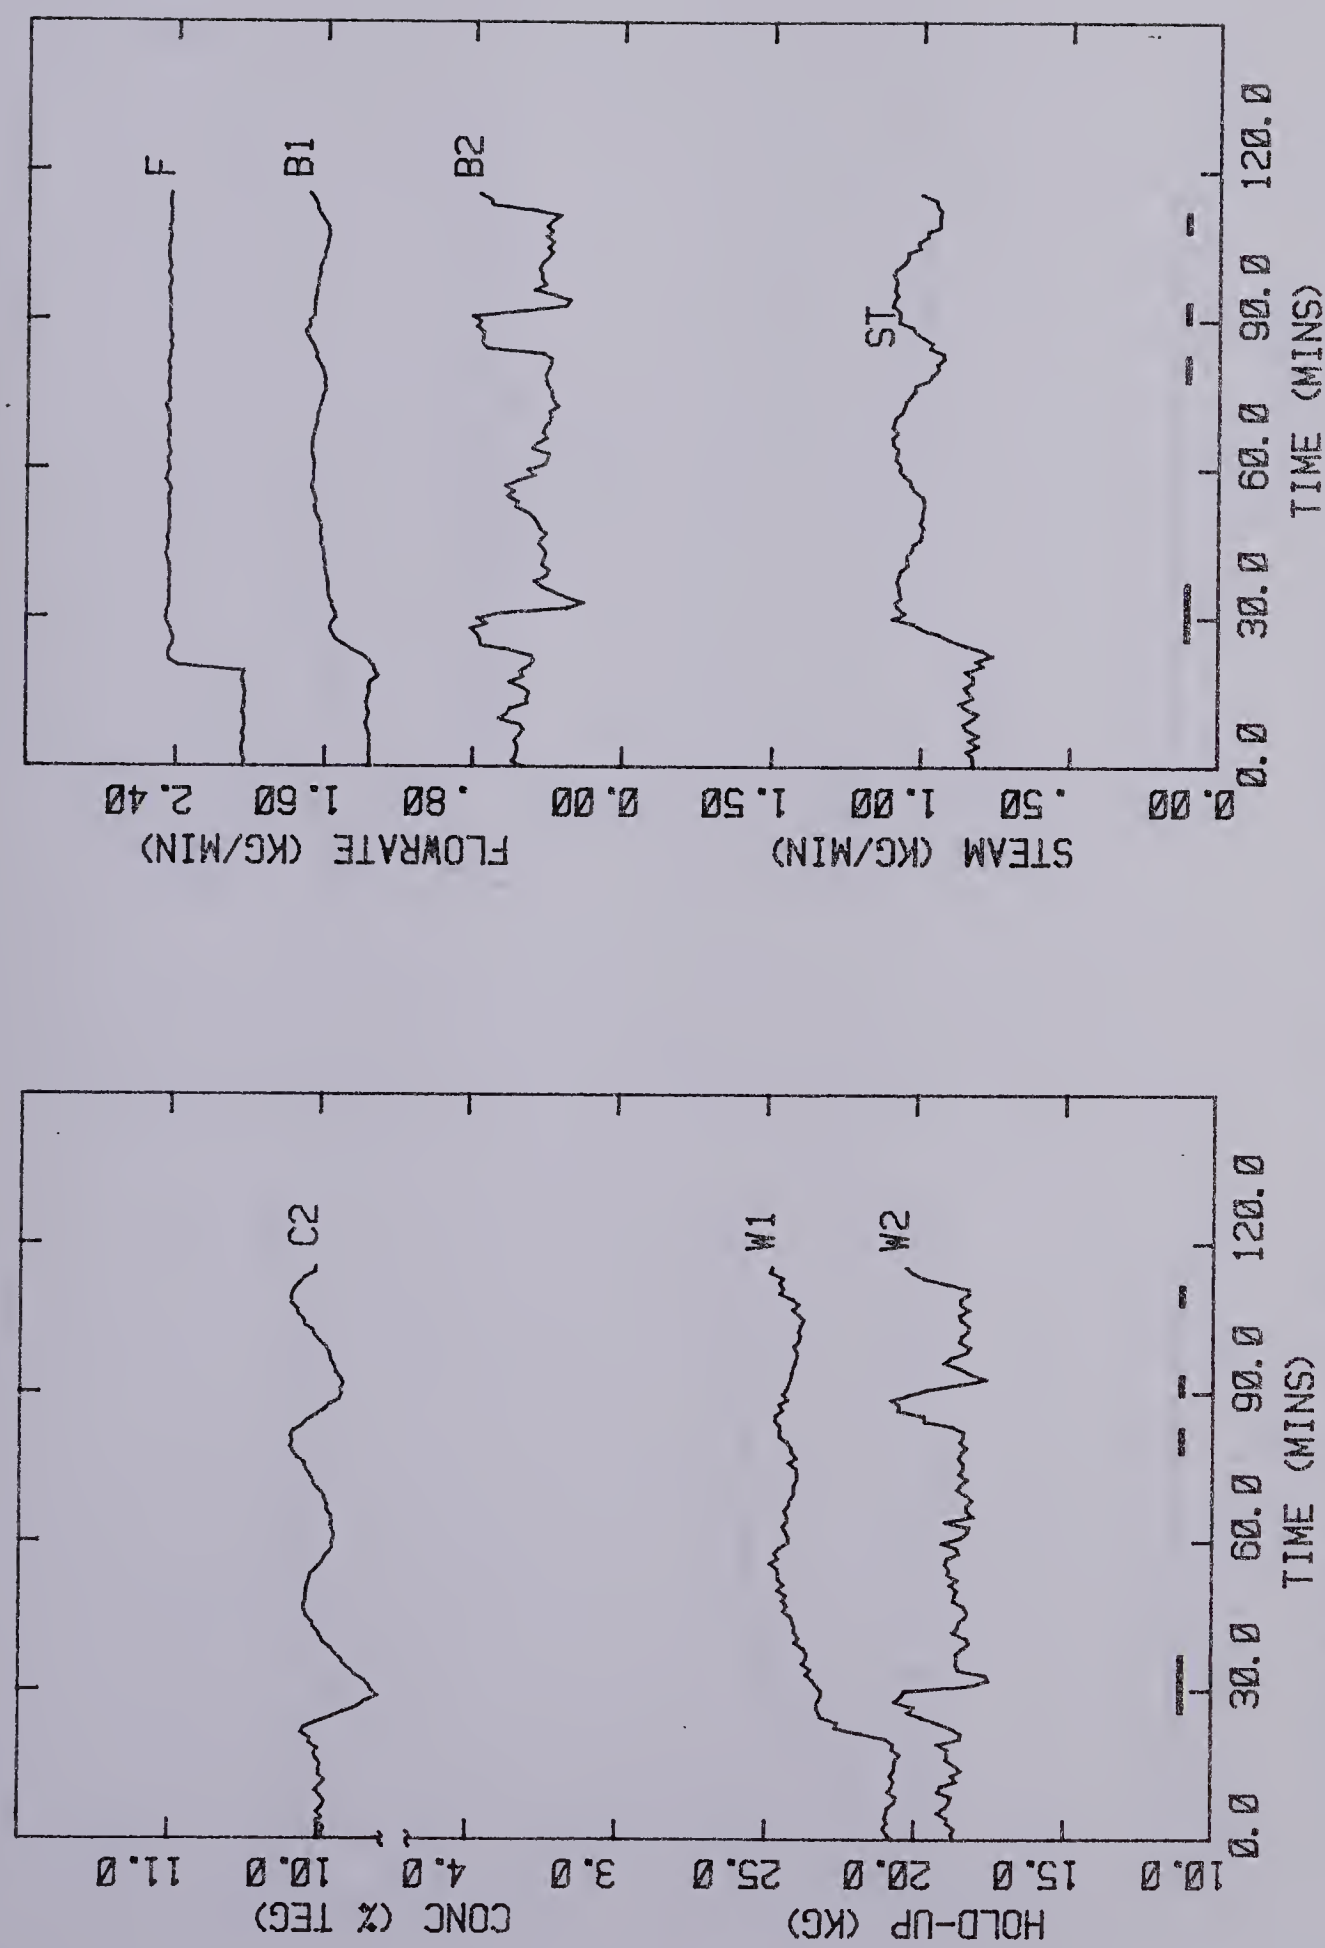 F
B1
B2
ST
FLOWRATE (KG/MIN)
2.40
1.60
.80
0.00
STEAM (KG/MIN)
1.50
1.00
.50
0.00
0.0 30.0 60.0 90.0 120.0
TIME (MINS)
C2
W1
W2
CONC (% TEG)
11.0
10.0
4.0
3.0
HOLD-UP (KG)
25.0
20.0
15.0
10.0
0.0 30.0 60.0 90.0 120.0
TIME (MINS)